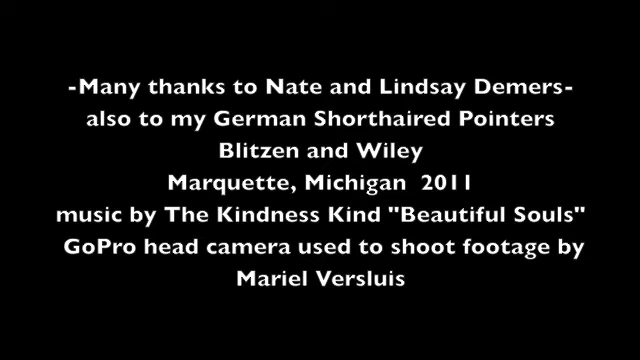 -Many thanks to Nate and Lindsay Demers-
also to my German Shorthaired Pointers
Blitzen and Wiley
Marquette, Michigan  2011
music by The Kindness Kind "Beautiful Souls"
GoPro head camera used to shoot footage by
Mariel Versluis